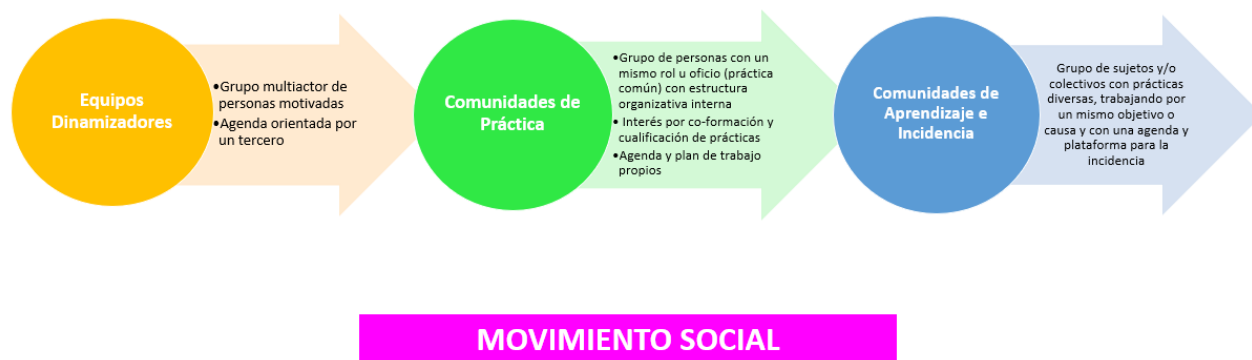 Equipos
Dinamizadores
•Grupo multiactor de
personas motivadas
•Agenda orientada por
un tercero
Comunidades de
Práctica
•Grupo de personas con un
mismo rol u oficio (práctica
común) con estructura
organizativa interna
• Interés por co-formación y
cualificación de prácticas
•Agenda y plan de trabajo
propios
Comunidades de
Aprendizaje e
Incidencia
Grupo de sujetos y/o
colectivos con prácticas
diversas, trabajando por
un mismo objetivo o
causa y con una agenda y
plataforma para la
incidencia
MOVIMIENTO SOCIAL